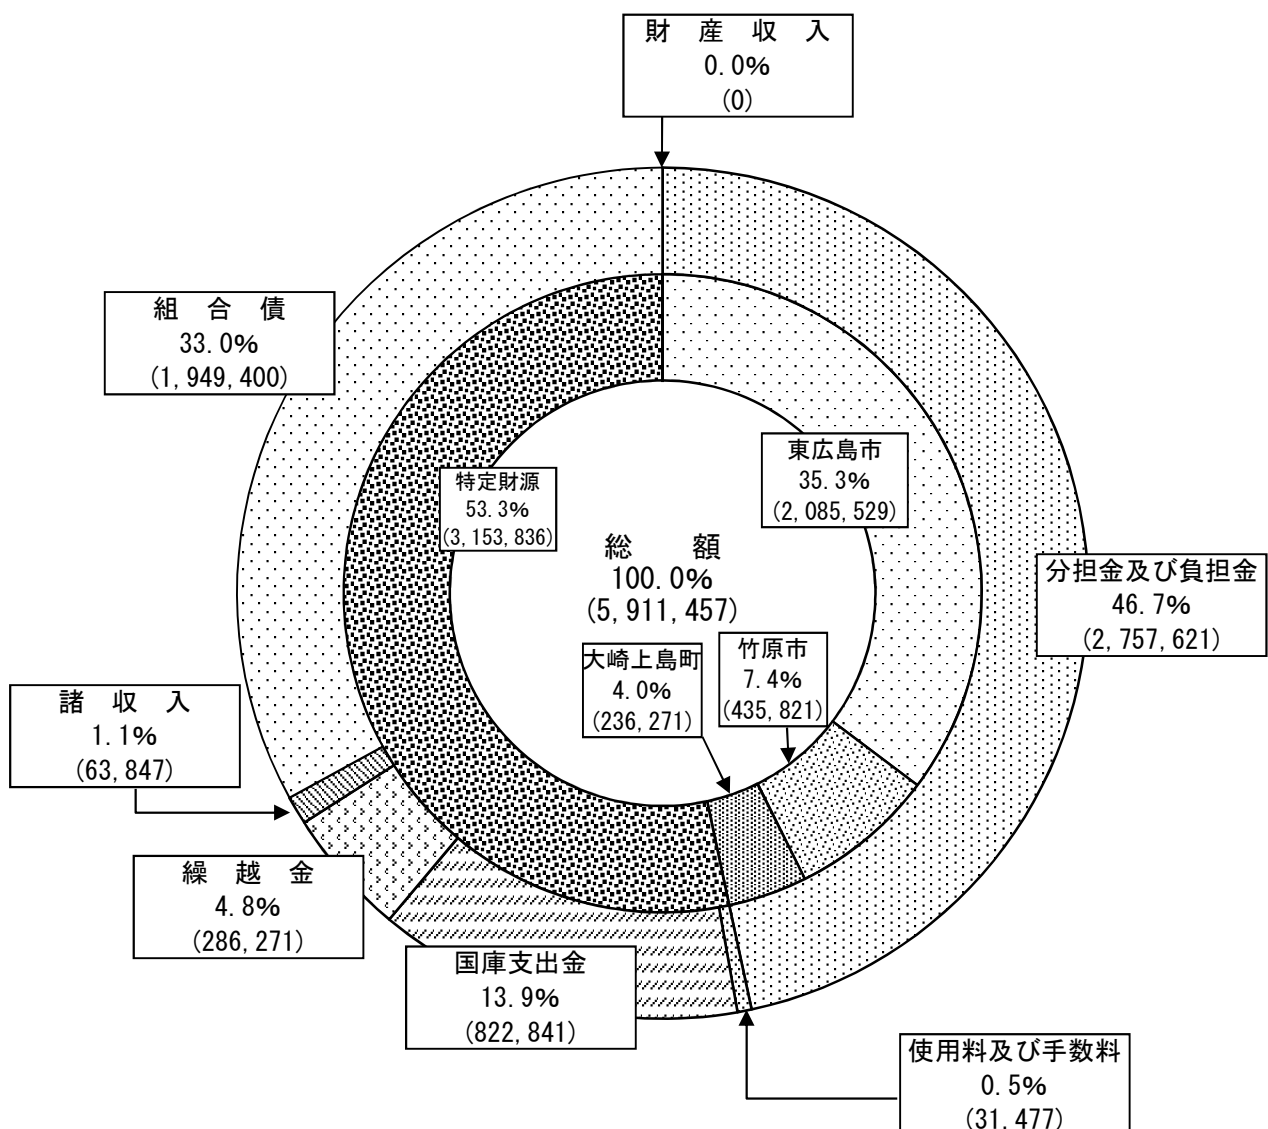 財産収入
0.0%
(0)
組合債
33.0%
(1,949,400)
東広島市
35.3%
(2,085,529)
特定財源
53.3%
(3,153,836)
総額
100.0%
(5,911,457)
分担金及び負担金
46.7%
(2,757,621)
大崎上島町
4.0%
(236,271)
竹原市
7.4%
(435,821)
諸収入
1.1%
(63,847)
繰越金
4.8%
(286,271)
国庫支出金
13.9%
(822,841)
使用料及び手数料
0.5%
(31,477)